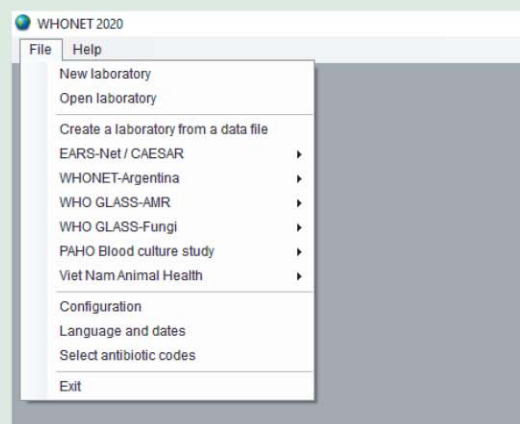 WHONET 2020
File Help
New laboratory
Open laboratory
Create a laboratory from a data file
EARS-Net / CAESAR
WHONET-Argentina
WHO GLASS-AMR
WHO GLASS-Fungi
PAHO Blood culture study
Viet Nam Animal Health
Configuration
Language and dates
Select antibiotic codes
Exit